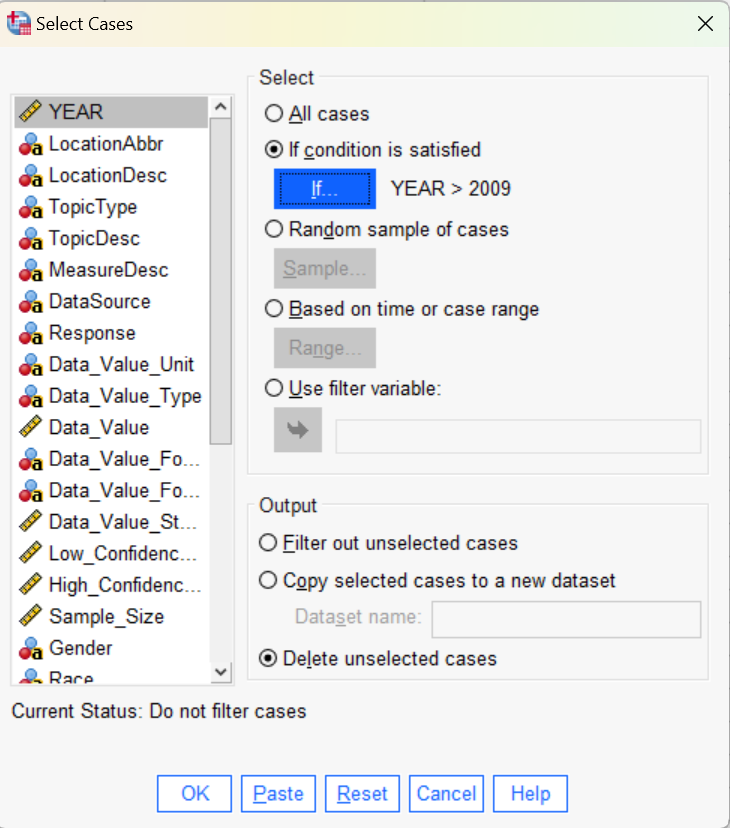 Select Cases
YEAR
LocationAbbr
LocationDesc
TopicType
TopicDesc
MeasureDesc
DataSource
Response
Data_Value_Unit
Data_Value_Type
Data_Value
Data_Value_Fo...
Data_Value_Fo...
Data_Value_St...
Low_Confidenc...
High_Confidenc...
Sample_Size
Gender
Race
Select
All cases
If condition is satisfied
If... YEAR > 2009
Random sample of cases
Sample...
Based on time or case range
Range...
Use filter variable:
Output
Filter out unselected cases
Copy selected cases to a new dataset
Dataset name:
Delete unselected cases
Current Status: Do not filter cases
OK Paste Reset Cancel Help